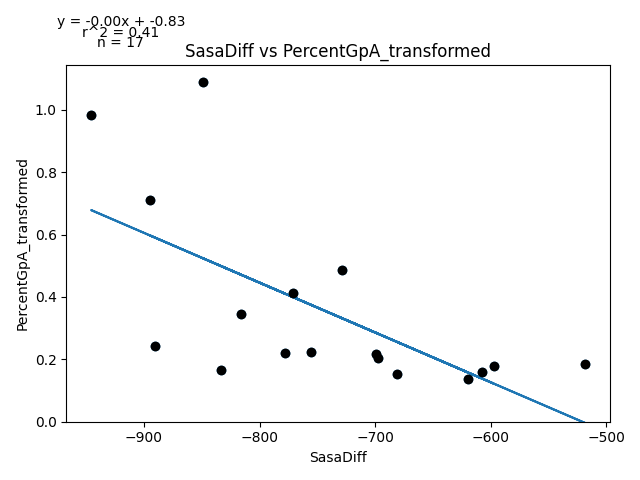 y = -0.00x + -0.83
r^2 = 0.41
n = 17
SasaDiff vs PercentGpA_transformed
PercentGpA_transformed
1.0
0.8
0.6
0.4
0.2
0.0
−900
−800
−700
−600
−500
SasaDiff